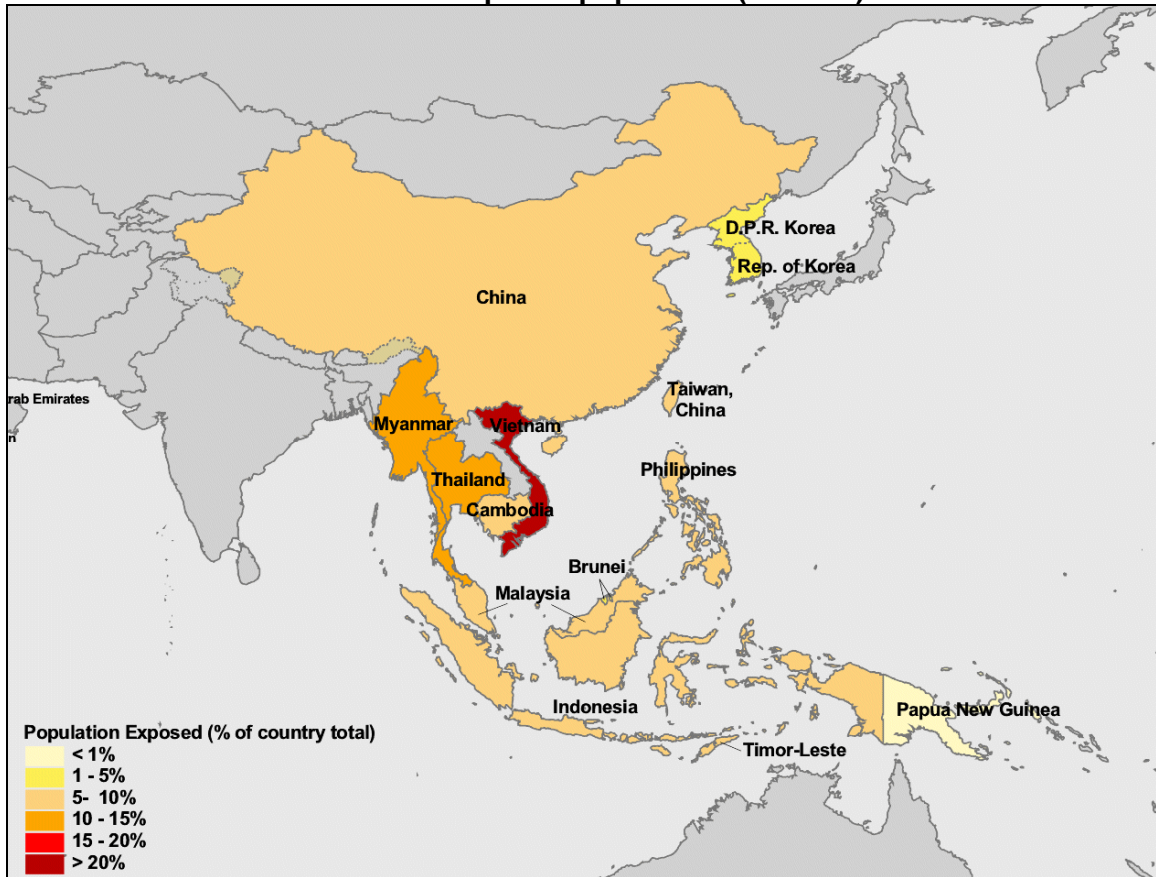 China
D.P.R. Korea
Rep. of Korea
Taiwan,
China
rab Emirates
n
Myanmar
Vietnam
Thailand
Cambodia
Philippines
Brunei
Malaysia
Indonesia
Papua New Guinea
Timor-Leste
Population Exposed (% of country total)
< 1%
1 - 5%
5- 10%
10 - 15%
15 - 20%
> 20%